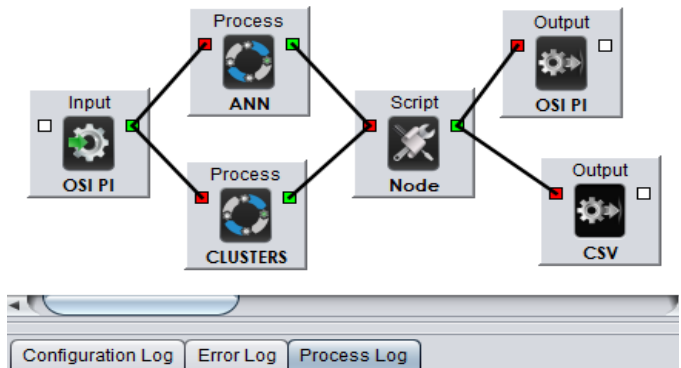 Process
ANN
Output
OSI PI
Input
OSI PI
Script
Node
Process
CLUSTERS
Output
CSV
Configuration Log
Error Log
Process Log